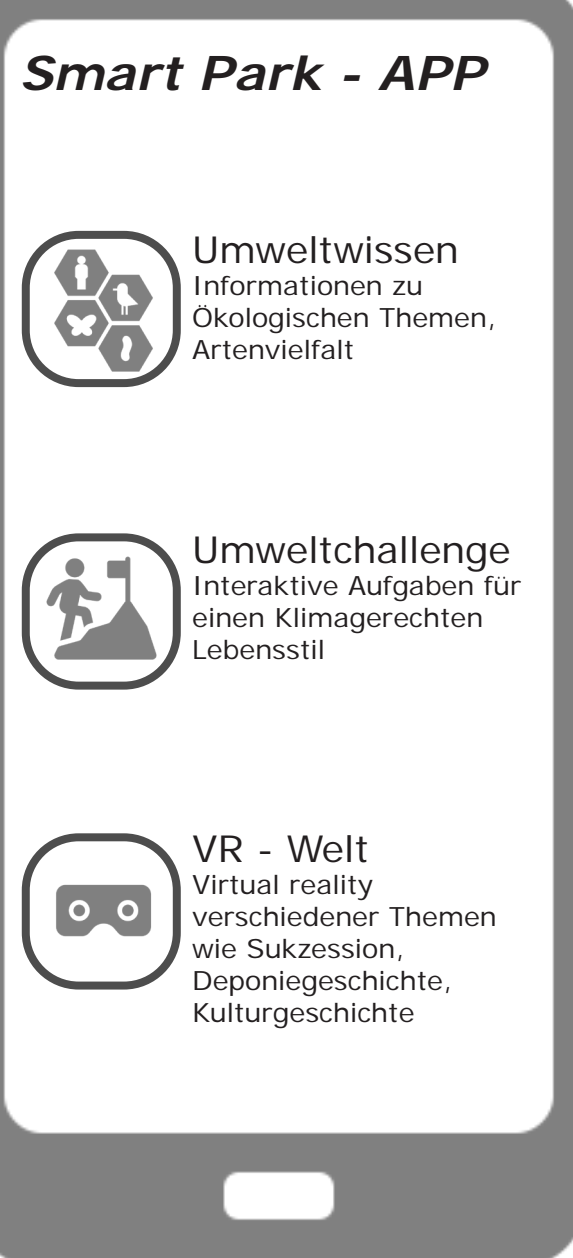 Smart Park - APP
Umweltwissen
Informationen zu
Ökologischen Themen,
Artenvielfalt
Umweltchallenge
Interaktive Aufgaben für
einen Klimagerechten
Lebensstil
VR - Welt
Virtual reality
verschiedener Themen
wie Sukzession,
Deponiegeschichte,
Kulturgeschichte